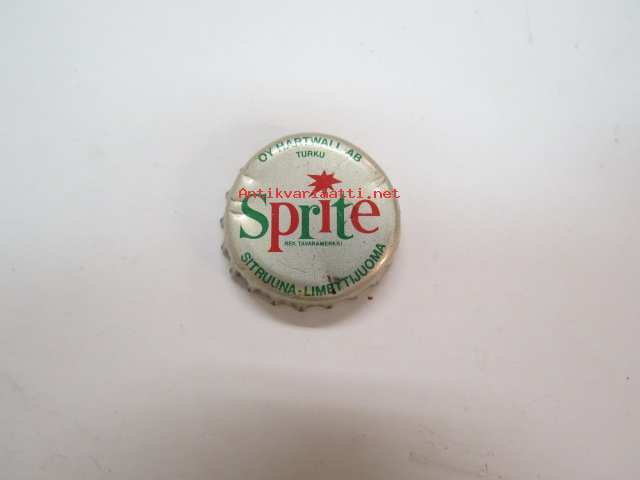 OY HARTWALL AB
TURKU
Antikvariaatti.net
Sprite
REK. TAVARAMERKKI
SITRUUNA-LIMETTIJUOMA